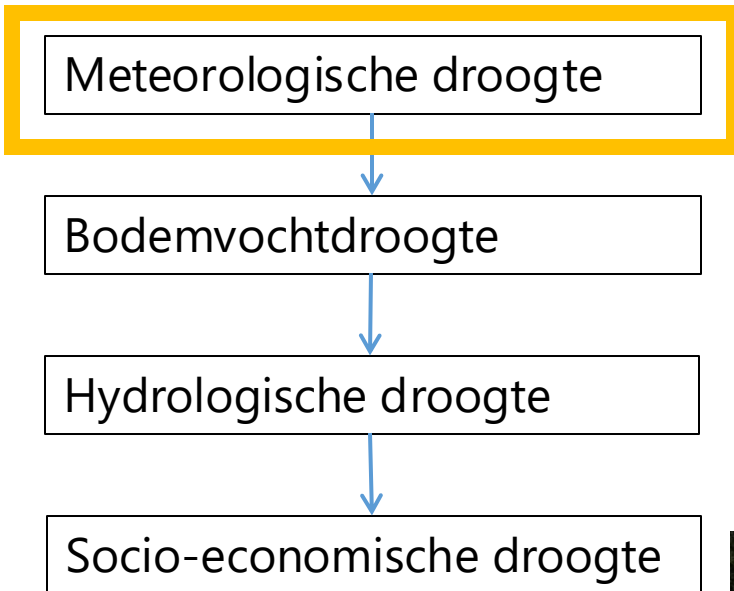 Meteorologische droogte
Bodemvochtdroogte
Hydrologische droogte
Socio-economische droogte